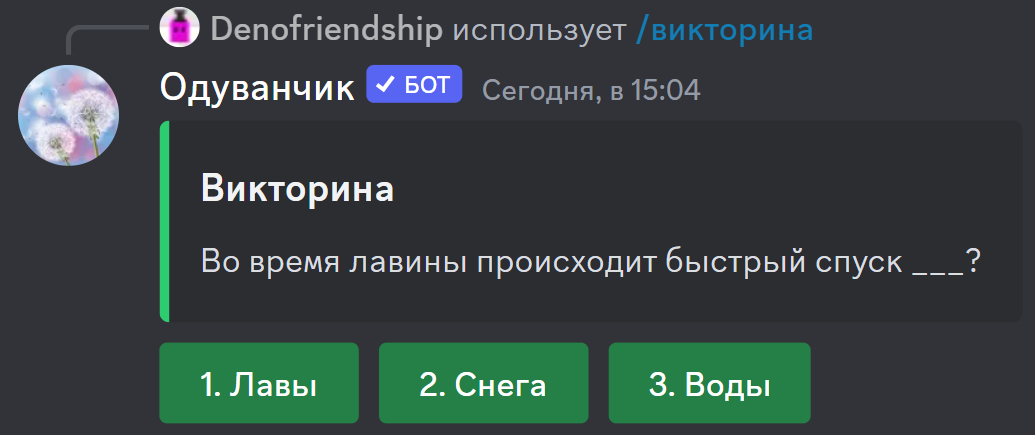 Denofriendship использует /викторина
Одуванчик ✓ БОТ Сегодня, в 15:04
Викторина
Во время лавины происходит быстрый спуск ___?
1. Лавы 2. Снега 3. Воды